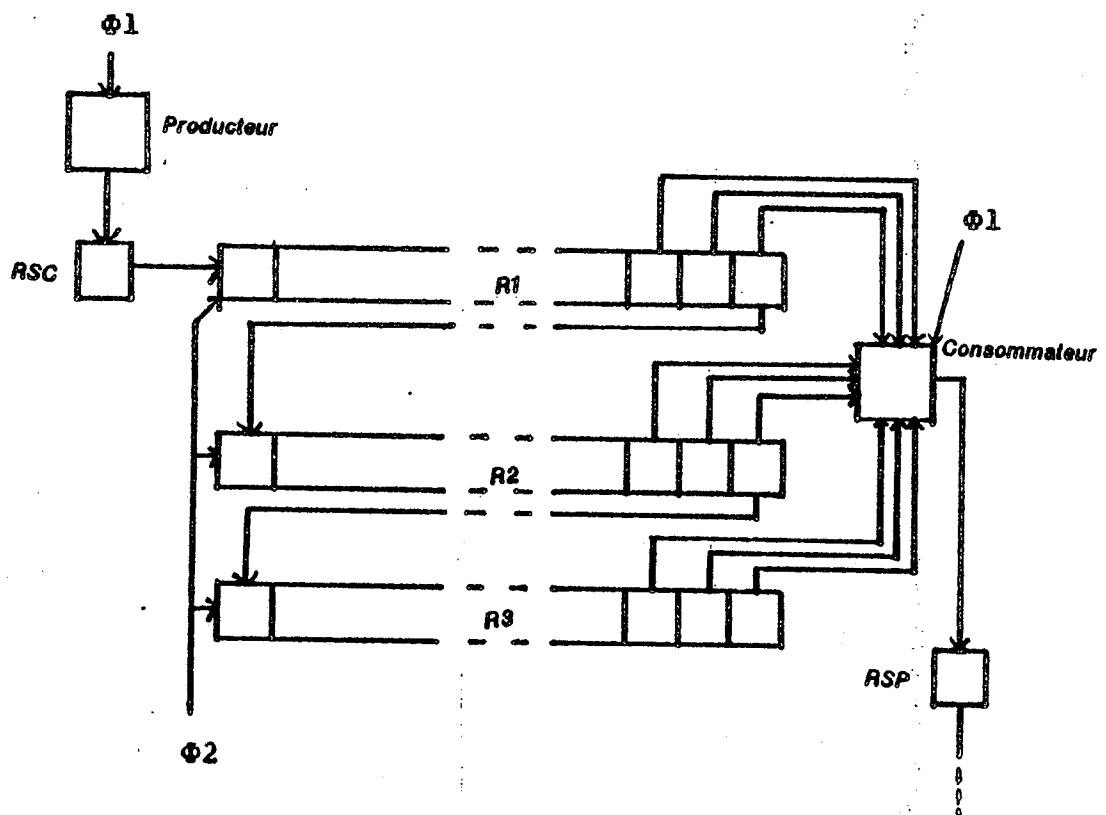 Φ1
Producteur
RSC
R1
Φ1
Consommateur
R2
R3
RSP
Φ2